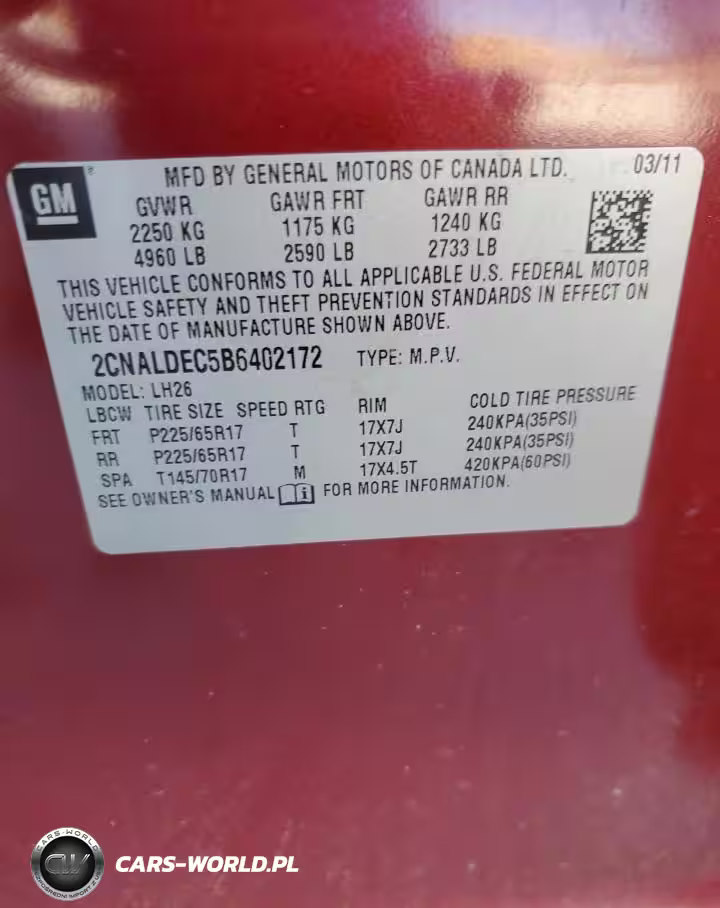 GM
MFD BY GENERAL MOTORS OF CANADA LTD. 03/11
GVWR GAWR FRT GAWR RR
2250 KG 1175 KG 1240 KG
4960 LB 2590 LB 2733 LB
THIS VEHICLE CONFORMS TO ALL APPLICABLE U.S. FEDERAL MOTOR
VEHICLE SAFETY AND THEFT PREVENTION STANDARDS IN EFFECT ON
THE DATE OF MANUFACTURE SHOWN ABOVE.
2CNALDEC5B6402172 TYPE: M.P.V.
MODEL: LH26
LBCW TIRE SIZE SPEED RTG RIM COLD TIRE PRESSURE
FRT P225/65R17 T 17X7J 240KPA(35PSI)
RR P225/65R17 T 17X7J 240KPA(35PSI)
SPA T145/70R17 M 17X4.5T 420KPA(60PSI)
SEE OWNER'S MANUAL FOR MORE INFORMATION.
CARS-WORLD
CARS-WORLD.PL